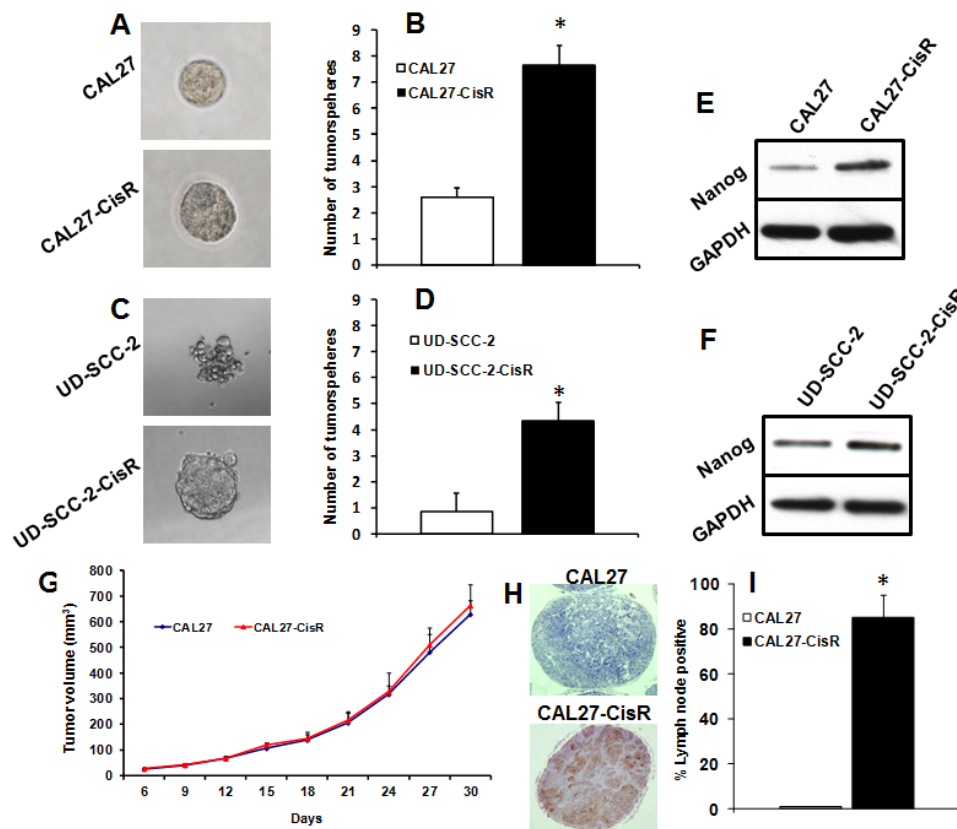 A
CAL27
CAL27-CisR
B
*
Number of tumorspeheres
9
8
7
6
5
4
3
2
1
0
CAL27
CAL27-CisR
E
CAL27
CAL27-CisR
Nanog
GAPDH
C
UD-SCC-2
UD-SCC-2-CisR
D
*
Number of tumorspeheres
9
8
7
6
5
4
3
2
1
0
UD-SCC-2
UD-SCC-2-CisR
F
UD-SCC-2
UD-SCC-2-CisR
Nanog
GAPDH
G
Tumor volume (mm³)
800
700
600
500
400
300
200
100
0
CAL27
CAL27-CisR
6 9 12 15 18 21 24 27 30
Days
H
CAL27
CAL27-CisR
I
*
% Lymph node positive
100
80
60
40
20
0
CAL27
CAL27-CisR